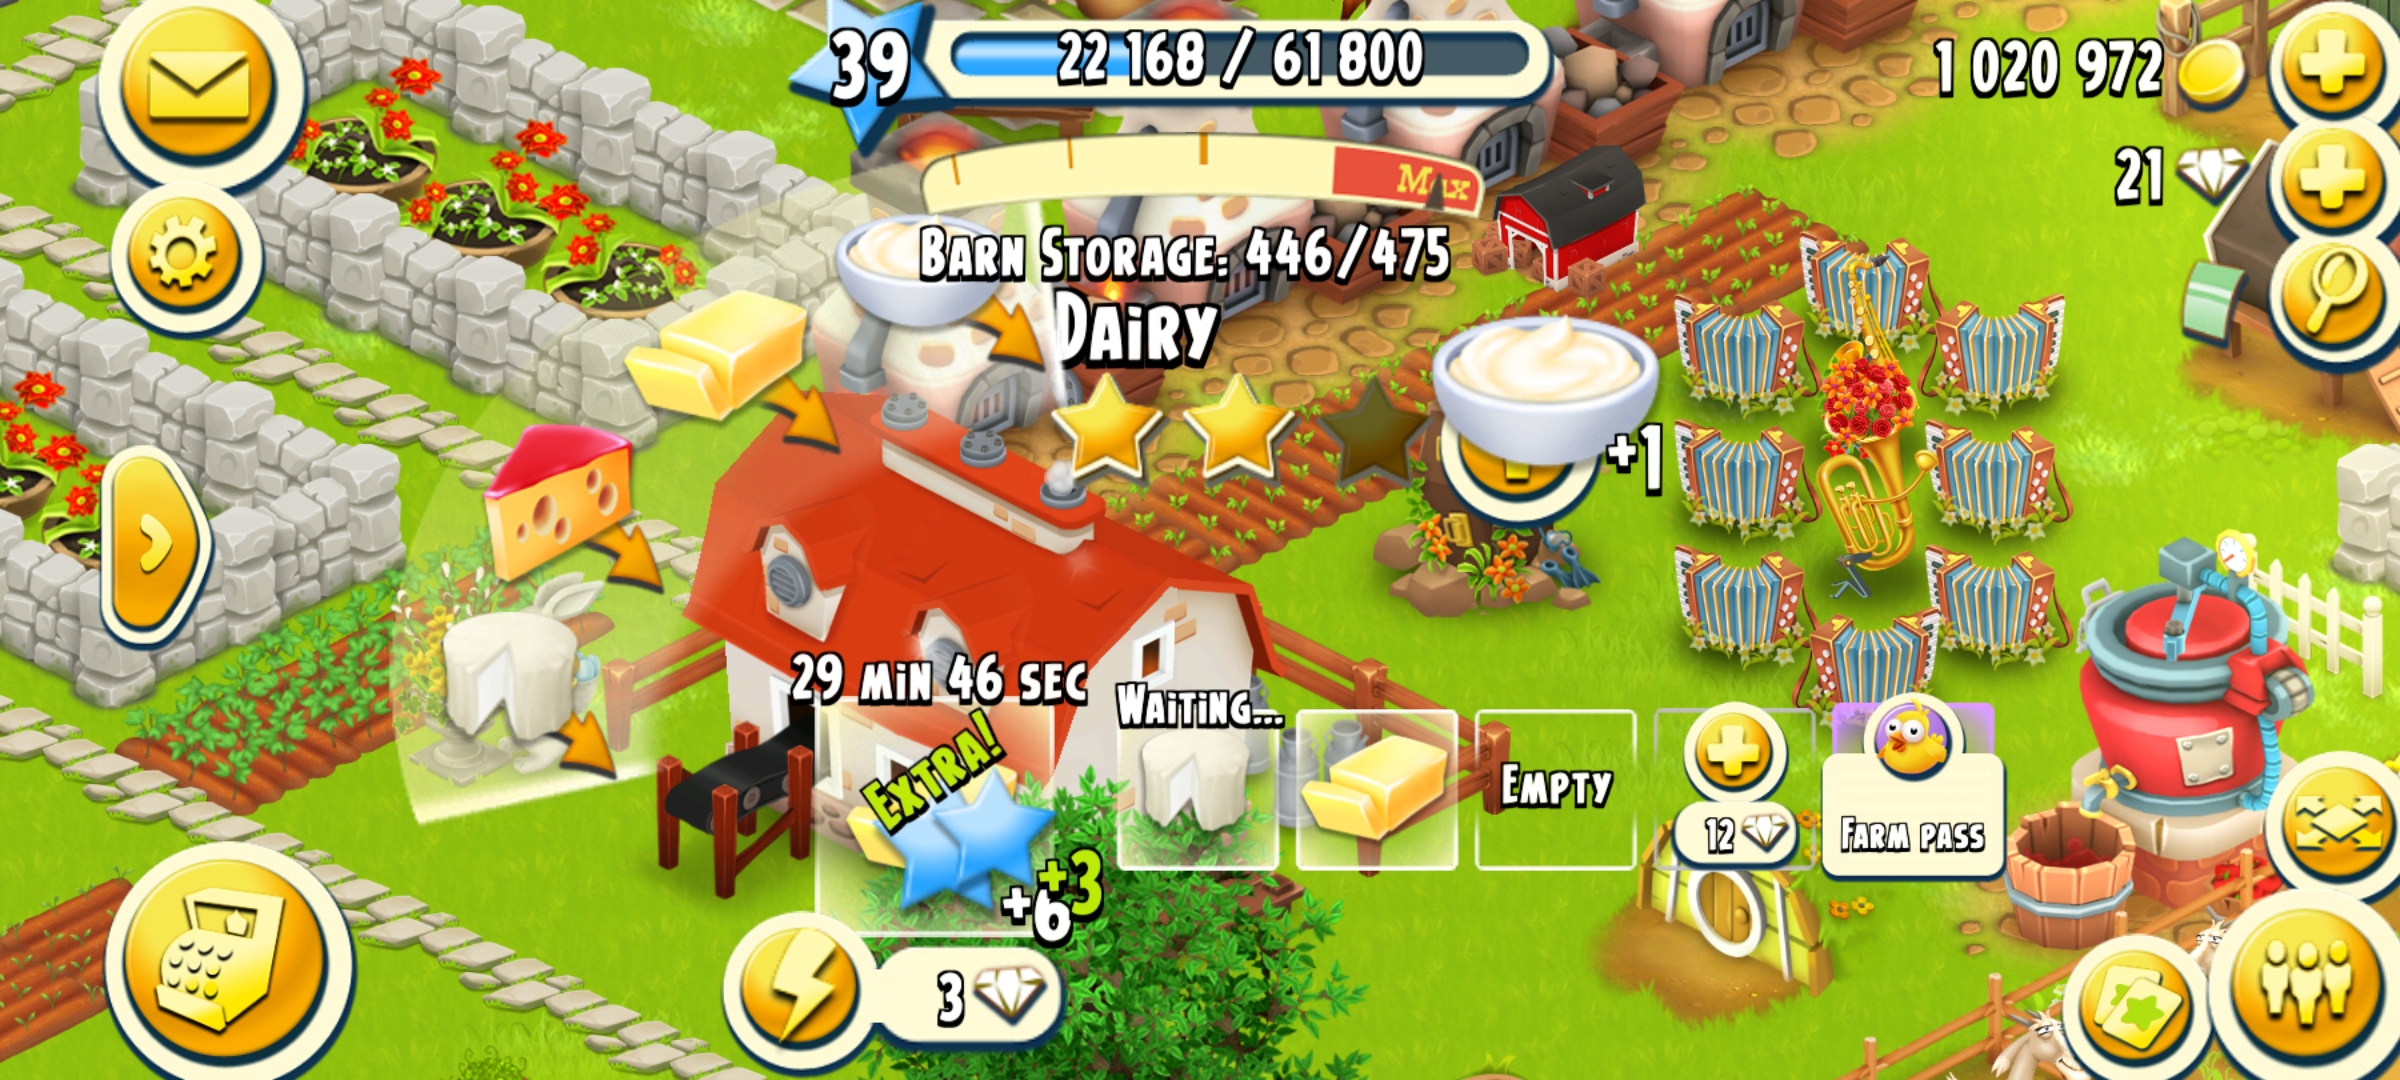 39
22 168 / 61 800
1 020 972
21
Max
BARN STORAGE: 446/475
DAIRY
+1
29 MIN 46 SEC
WAITING...
EXTRA!
+3
+6
EMPTY
12
FARM PASS
3